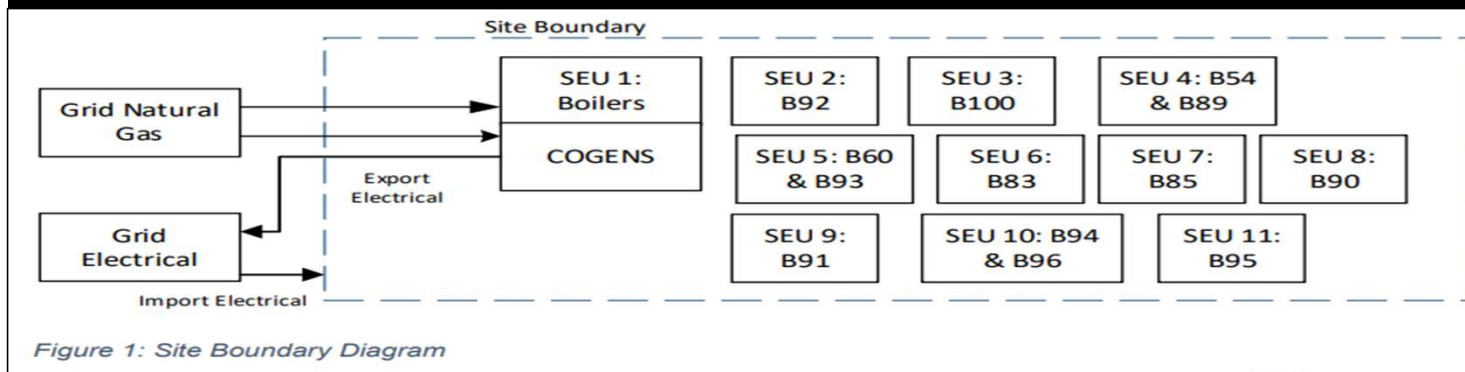 Site Boundary
Grid Natural
Gas
SEU 1:
Boilers
COGENS
SEU 2:
B92
SEU 3:
B100
SEU 4: B54
& B89
SEU 5: B60
& B93
SEU 6:
B83
SEU 7:
B85
SEU 8:
B90
Export
Electrical
Grid
Electrical
SEU 9:
B91
SEU 10: B94
& B96
SEU 11:
B95
Import Electrical
Figure 1: Site Boundary Diagram